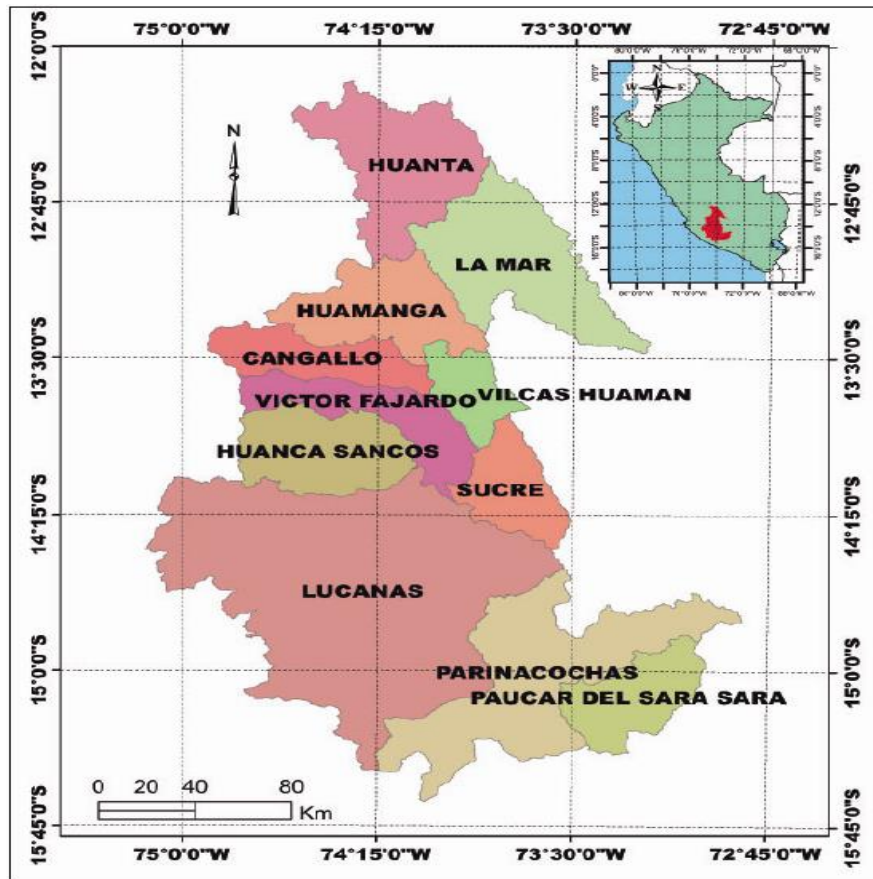 75°0'0"W 74°15'0"W 73°30'0"W 72°45'0"W
12°0'0"S
12°45'0"S
13°30'0"S
14°15'0"S
15°0'0"S
15°45'0"S
N
HUANTA
LA MAR
HUAMANGA
CANGALLO
VICTOR FAJARDO
VILCAS HUAMAN
HUANCA SANCOS
SUCRE
LUCANAS
PARINACOCHAS
PAUCAR DEL SARA SARA
0 20 40 80
Km
N
W E
12°45'0"S
13°30'0"S
14°15'0"S
15°0'0"S
15°45'0"S
75°0'0"W 74°15'0"W 73°30'0"W 72°45'0"W